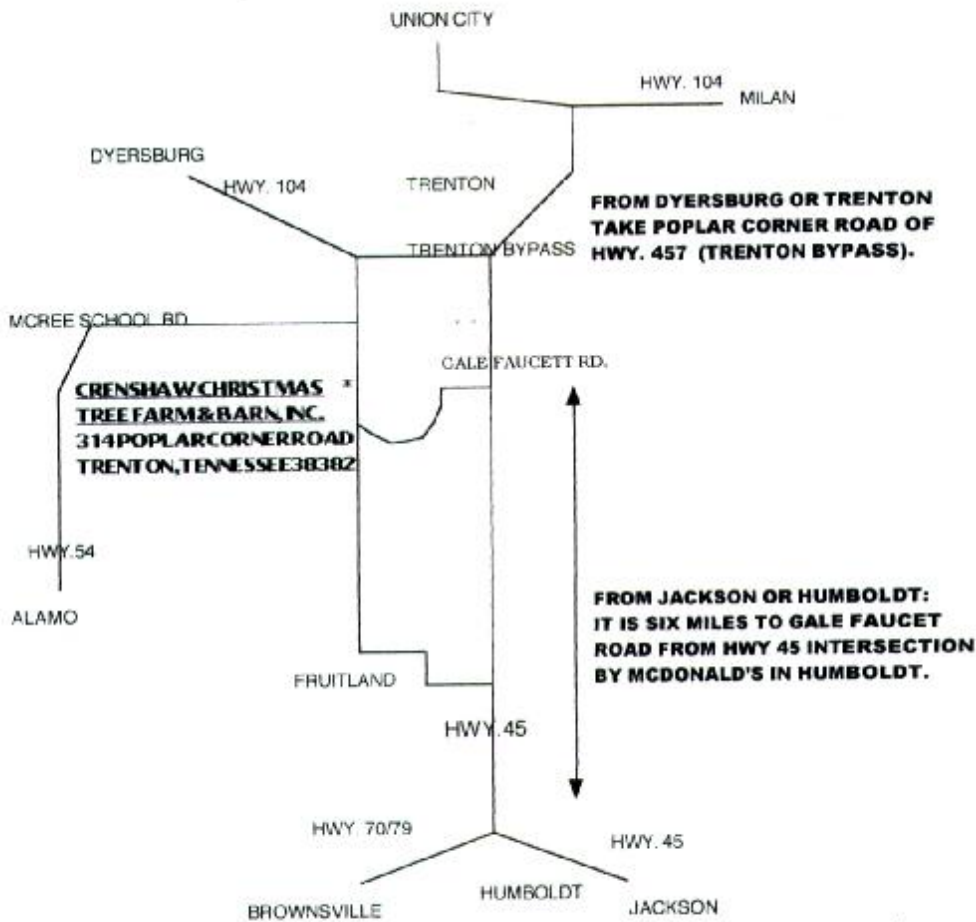 UNION CITY
HWY. 104
MILAN
DYERSBURG
HWY. 104
TRENTON
FROM DYERSBURG OR TRENTON
TAKE POPLAR CORNER ROAD OF
HWY. 457 (TRENTON BYPASS).
TRENTON BYPASS
MCREE SCHOOL RD
GALE FAUCETT RD.
CRENSHAW CHRISTMAS *
TREE FARM & BARN, INC.
314 POPLAR CORNER ROAD
TRENTON, TENNESSEE 38382
HWY. 54
ALAMO
FROM JACKSON OR HUMBOLDT:
IT IS SIX MILES TO GALE FAUCET
ROAD FROM HWY 45 INTERSECTION
BY MCDONALD'S IN HUMBOLDT.
FRUITLAND
HWY. 45
HWY. 70/79
HWY. 45
HUMBOLDT
BROWNSVILLE
JACKSON